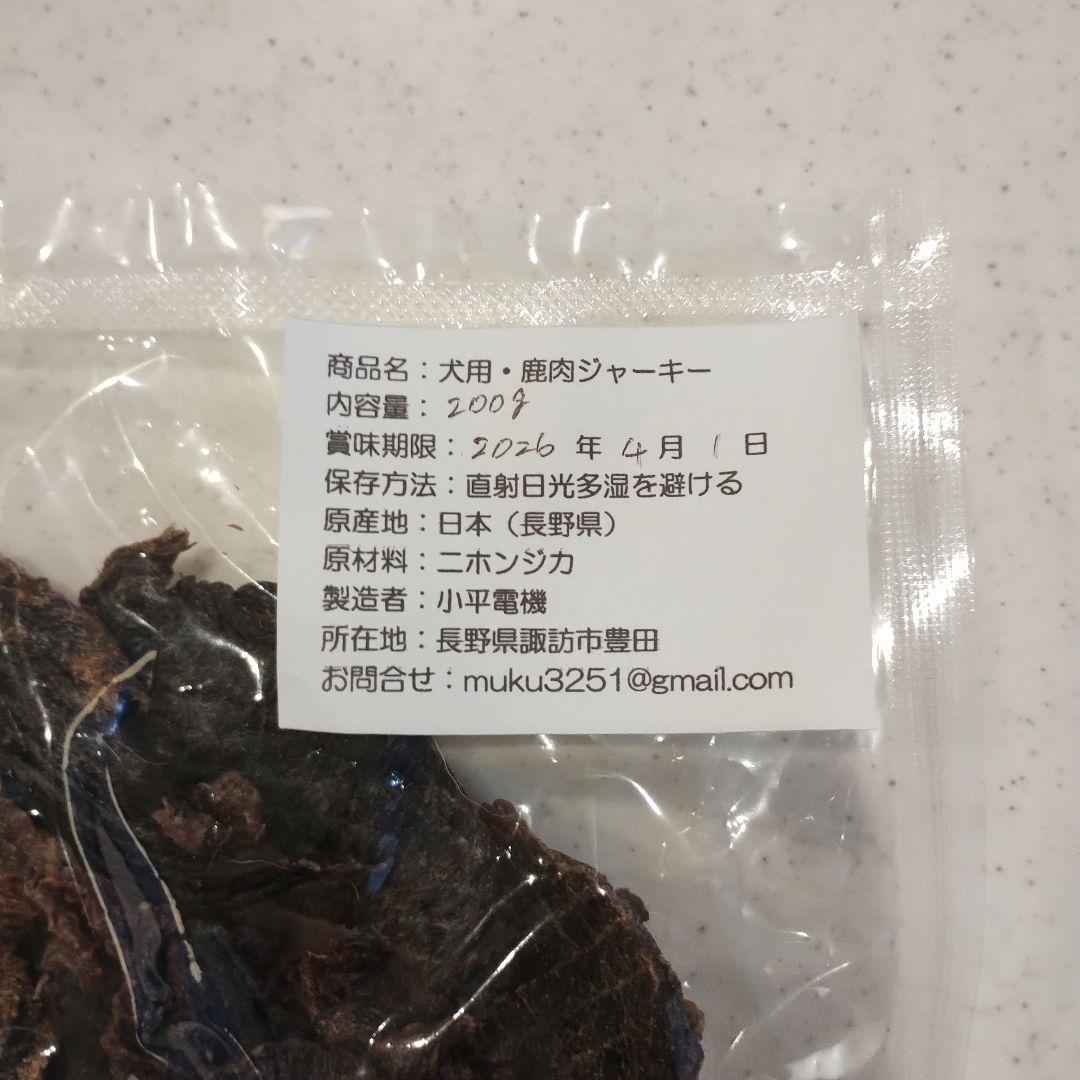 商品名：犬用・鹿肉ジャーキー
内容量：200g
賞味期限：2026 年 4 月 1 日
保存方法：直射日光多湿を避ける
原産地：日本（長野県）
原材料：ニホンジカ
製造者：小平電機
所在地：長野県諏訪市豊田
お問合せ：muku3251@gmail.com